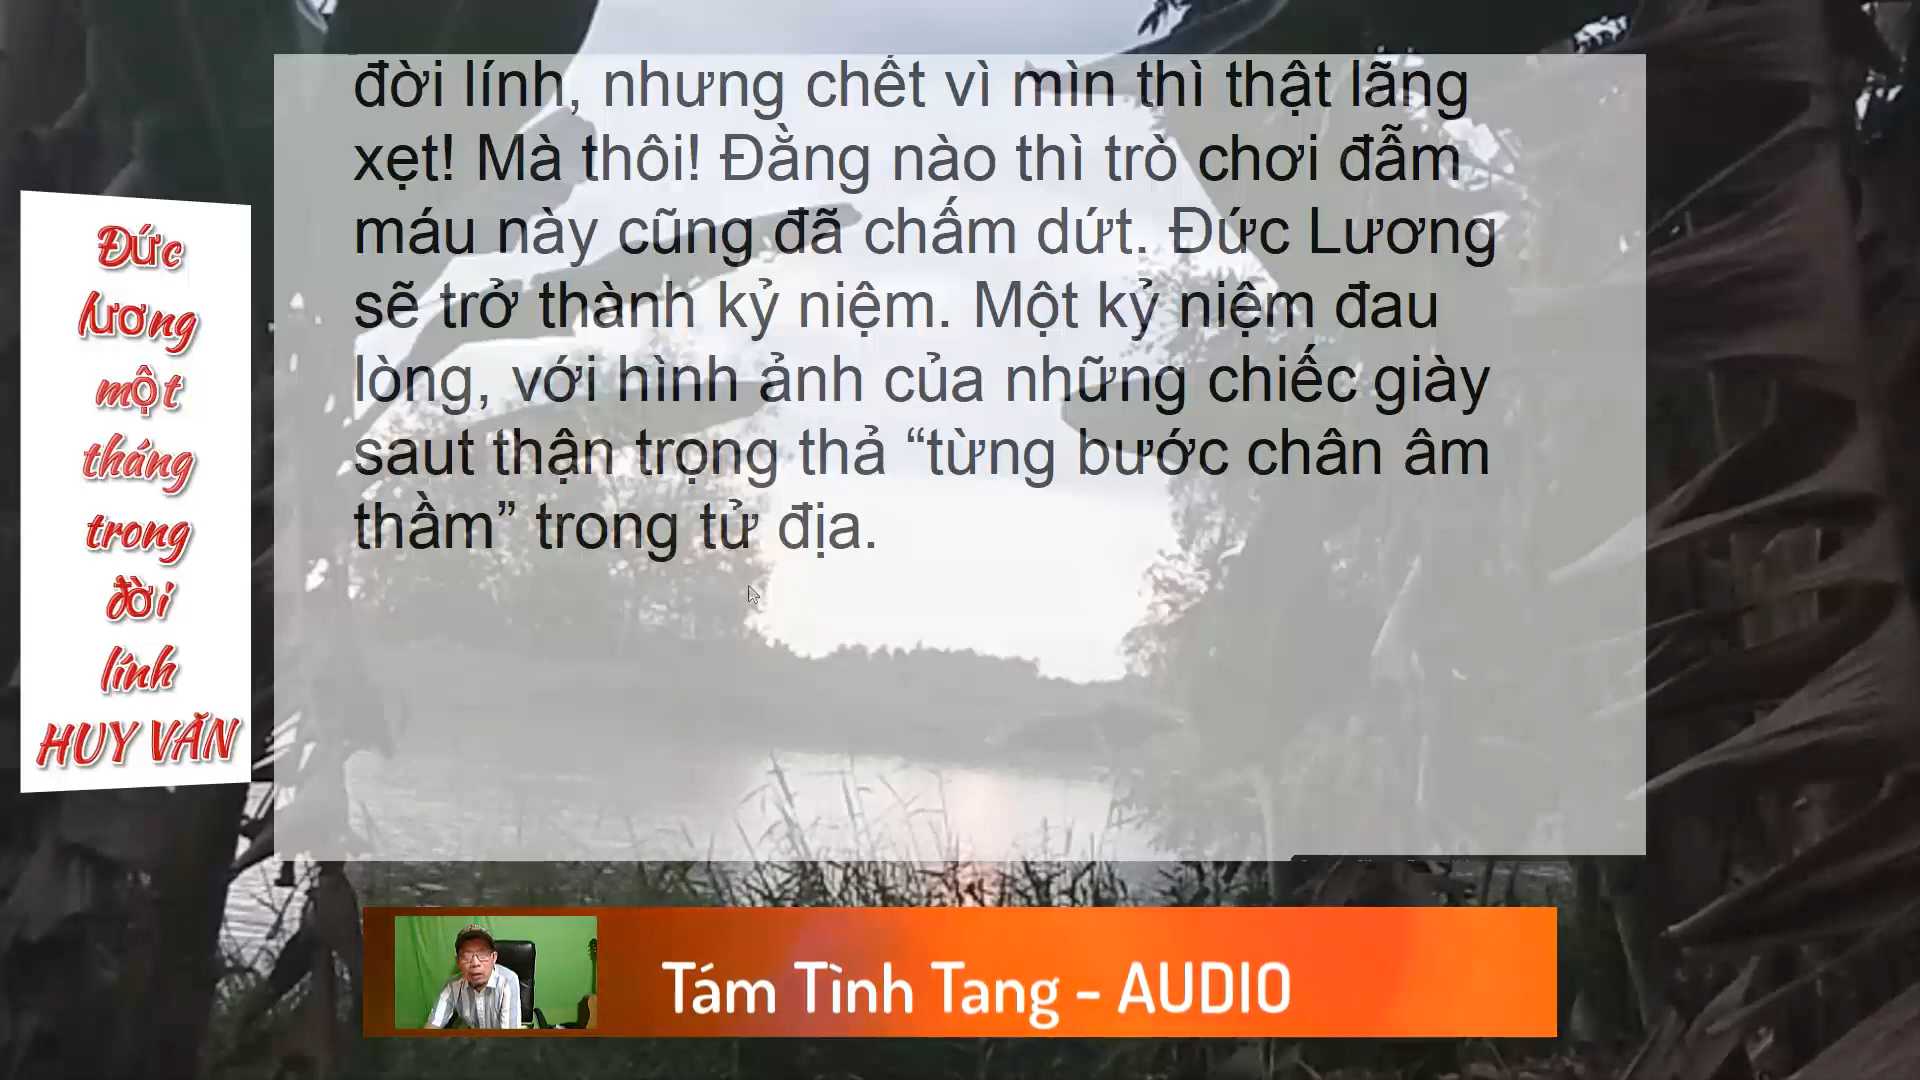 đời lính, nhưng chết vì mìn thì thật lãng
xẹt! Mà thôi! Đằng nào thì trò chơi đẫm
máu này cũng đã chấm dứt. Đức Lương
sẽ trở thành kỷ niệm. Một kỷ niệm đau
lòng, với hình ảnh của những chiếc giày
saut thận trọng thả “từng bước chân âm
thầm” trong tử địa.
Đức
lương
một
tháng
trong
đời
lính
HUY VĂN
Tám Tình Tang - AUDIO